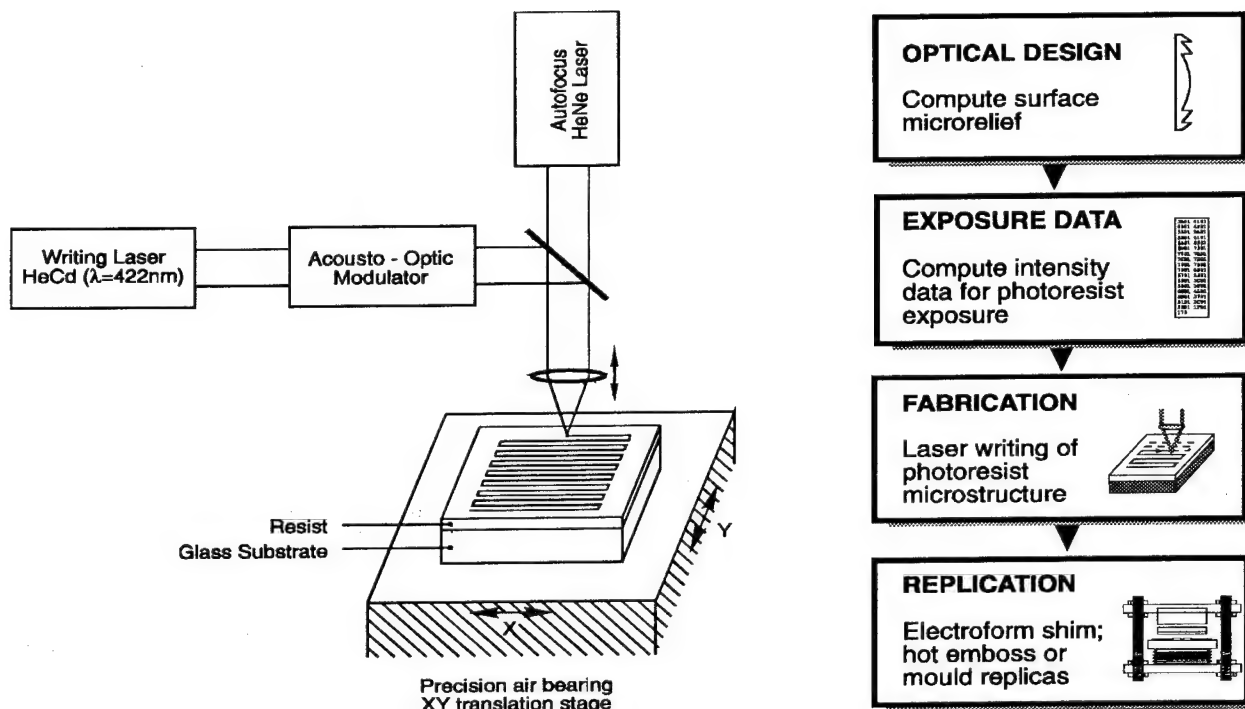 Autofocus
HeNe Laser
Writing Laser
HeCd (λ=422nm)
Acousto - Optic
Modulator
Resist
Glass Substrate
Y
X
Precision air bearing
XY translation stage
OPTICAL DESIGN
Compute surface
microrelief
EXPOSURE DATA
Compute intensity
data for photoresist
exposure
FABRICATION
Laser writing of
photoresist
microstructure
REPLICATION
Electroform shim;
hot emboss or
mould replicas